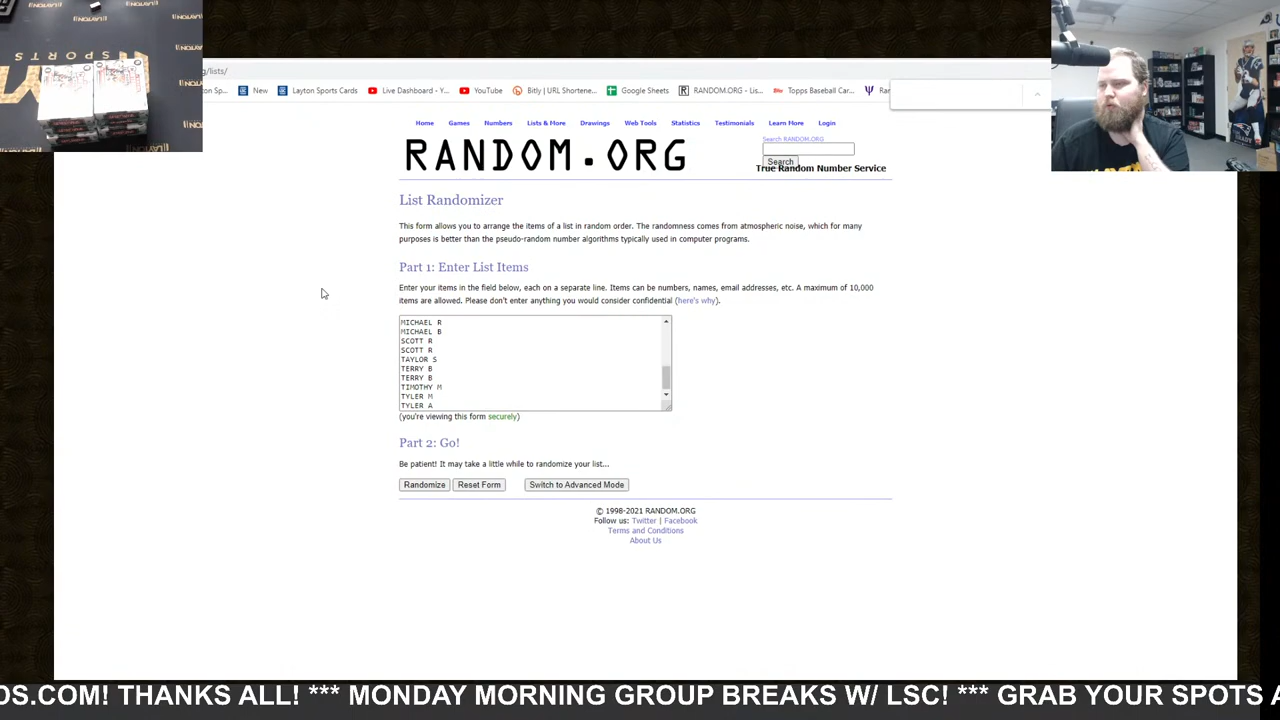 SPORTS
g/lists/
on Sp...
New
Layton Sports Cards
Live Dashboard - Y...
YouTube
Bitly | URL Shortene...
Google Sheets
RANDOM.ORG - Lis...
Topps Baseball Car...
Home Games Numbers Lists & More Drawings Web Tools Statistics Testimonials Learn More Login
Search RANDOM.ORG
RANDOM.ORG
Search
True Random Number Service
List Randomizer
This form allows you to arrange the items of a list in random order. The randomness comes from atmospheric noise, which for many
purposes is better than the pseudo-random number algorithms typically used in computer programs.
Part 1: Enter List Items
Enter your items in the field below, each on a separate line. Items can be numbers, names, email addresses, etc. A maximum of 10,000
items are allowed. Please don't enter anything you would consider confidential (here's why).
MICHAEL R
MICHAEL B
SCOTT R
SCOTT R
TAYLOR S
TERRY B
TERRY B
TIMOTHY M
TYLER M
TYLER A
(you're viewing this form securely)
Part 2: Go!
Be patient! It may take a little while to randomize your list...
Randomize Reset Form Switch to Advanced Mode
© 1998-2021 RANDOM.ORG
Follow us: Twitter | Facebook
Terms and Conditions
About Us
DS.COM! THANKS ALL! *** MONDAY MORNING GROUP BREAKS W/ LSC! *** GRAB YOUR SPOTS A